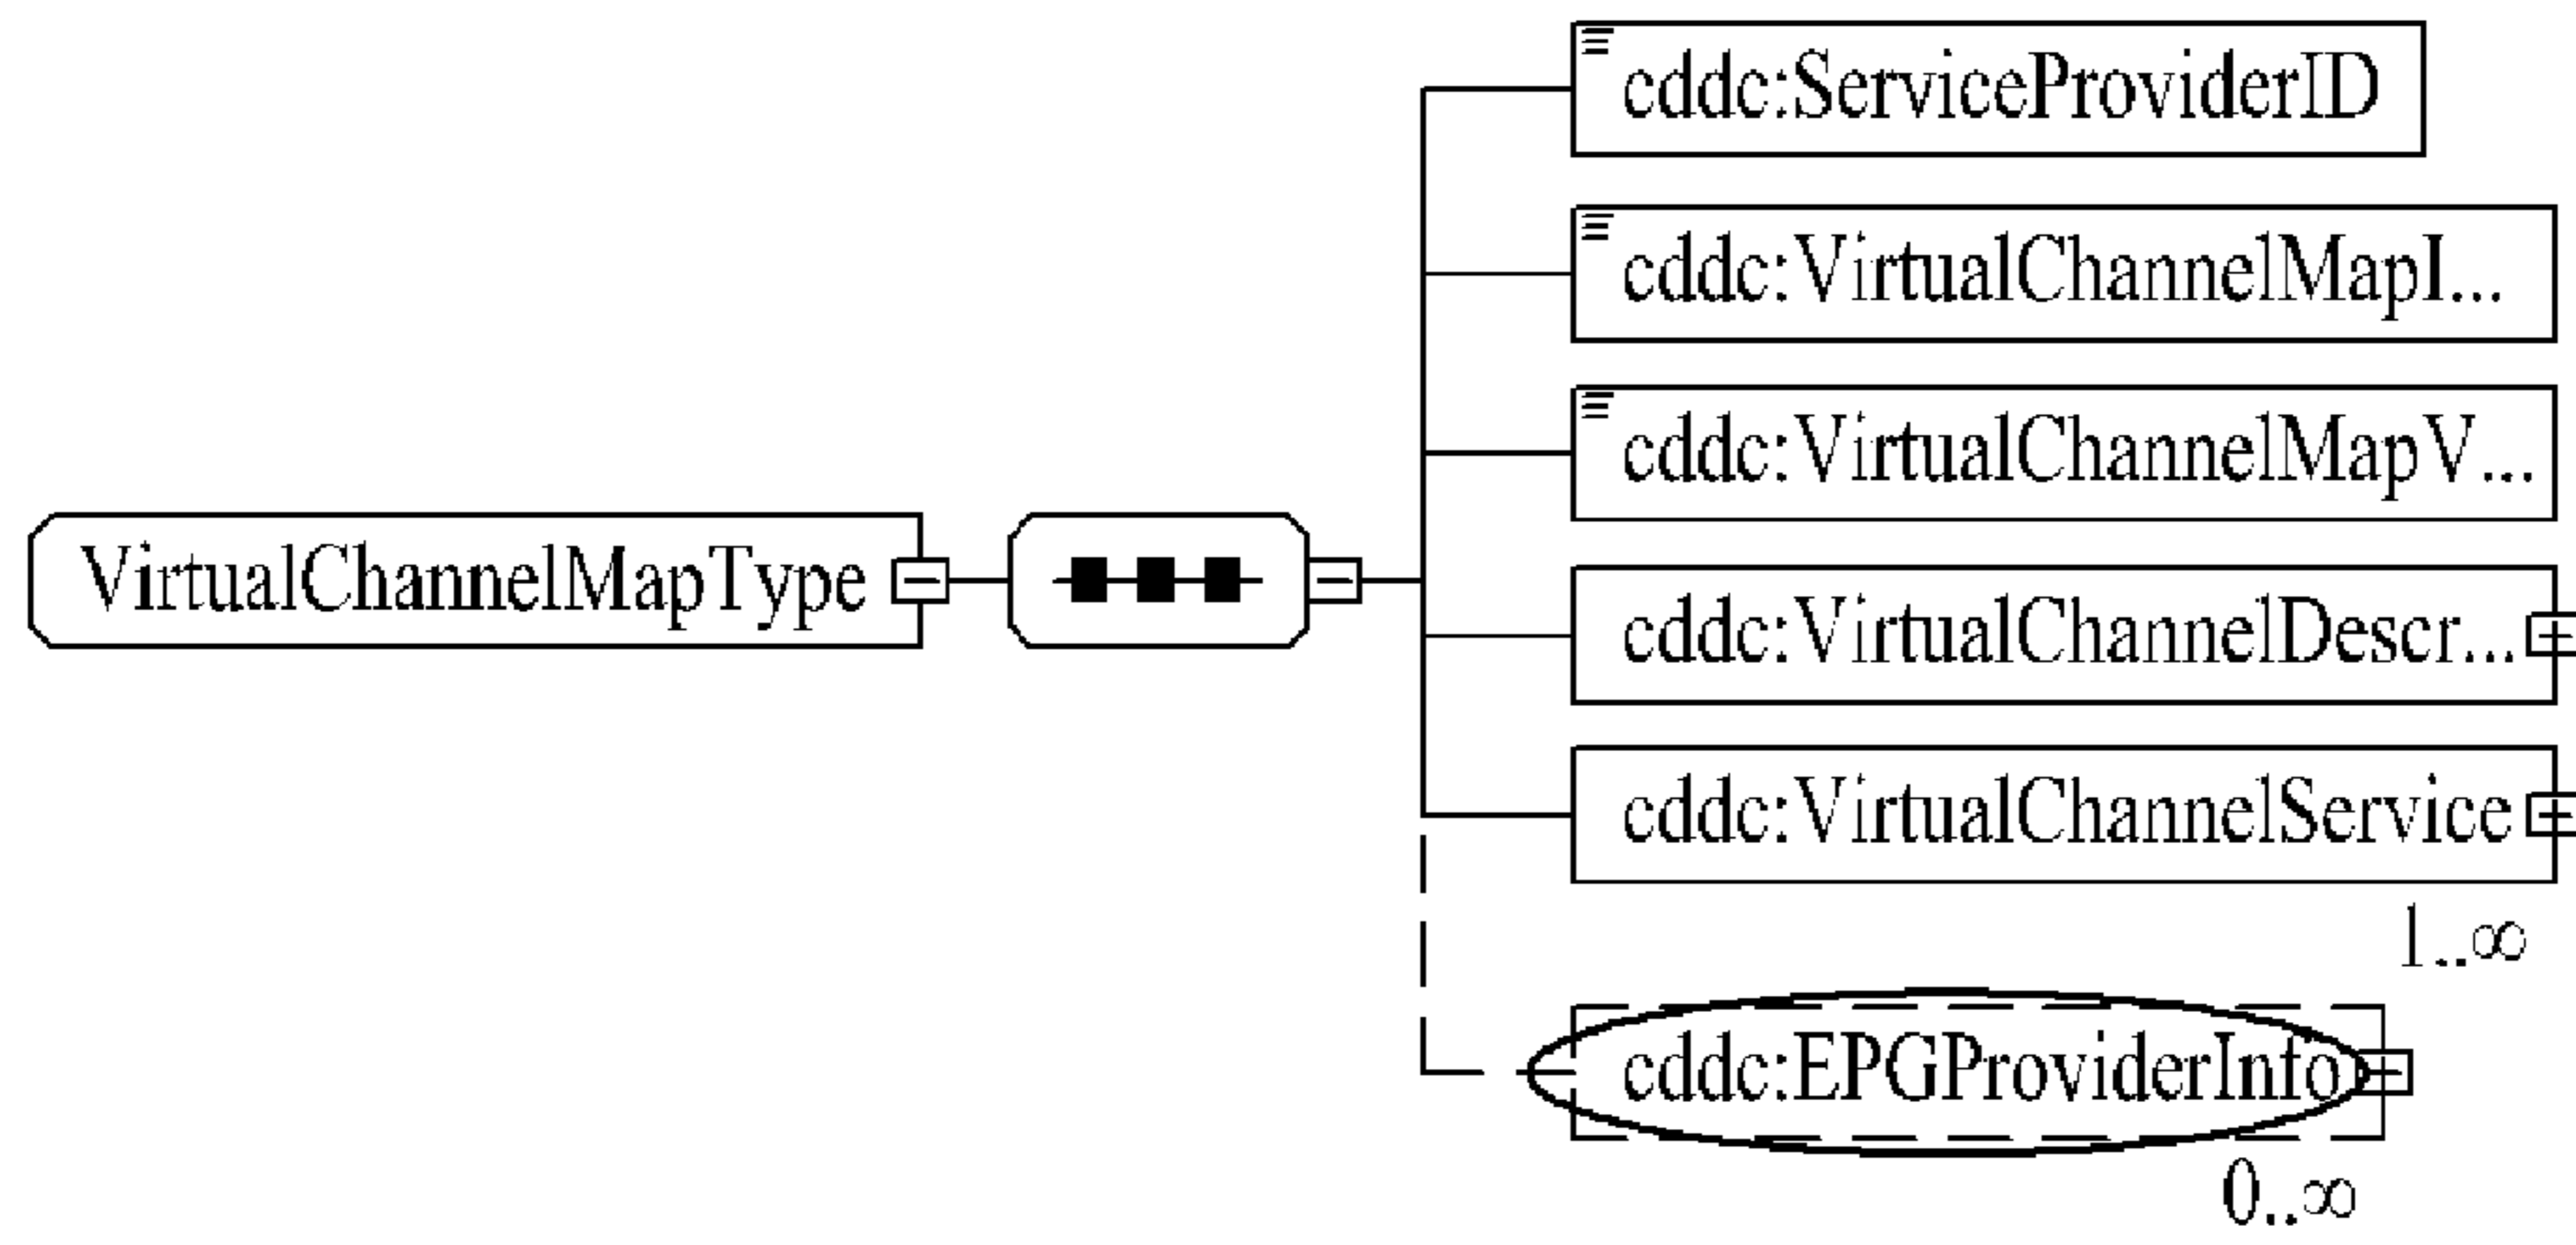 cddc:ServiceProviderID
cddc:VirtualChannelMapI...
cddc:VirtualChannelMapV...
VirtualChannelMapType
cddc:VirtualChannelDescr...
cddc:VirtualChannelService
1..∞
cddc:EPGProviderInfo
0..∞